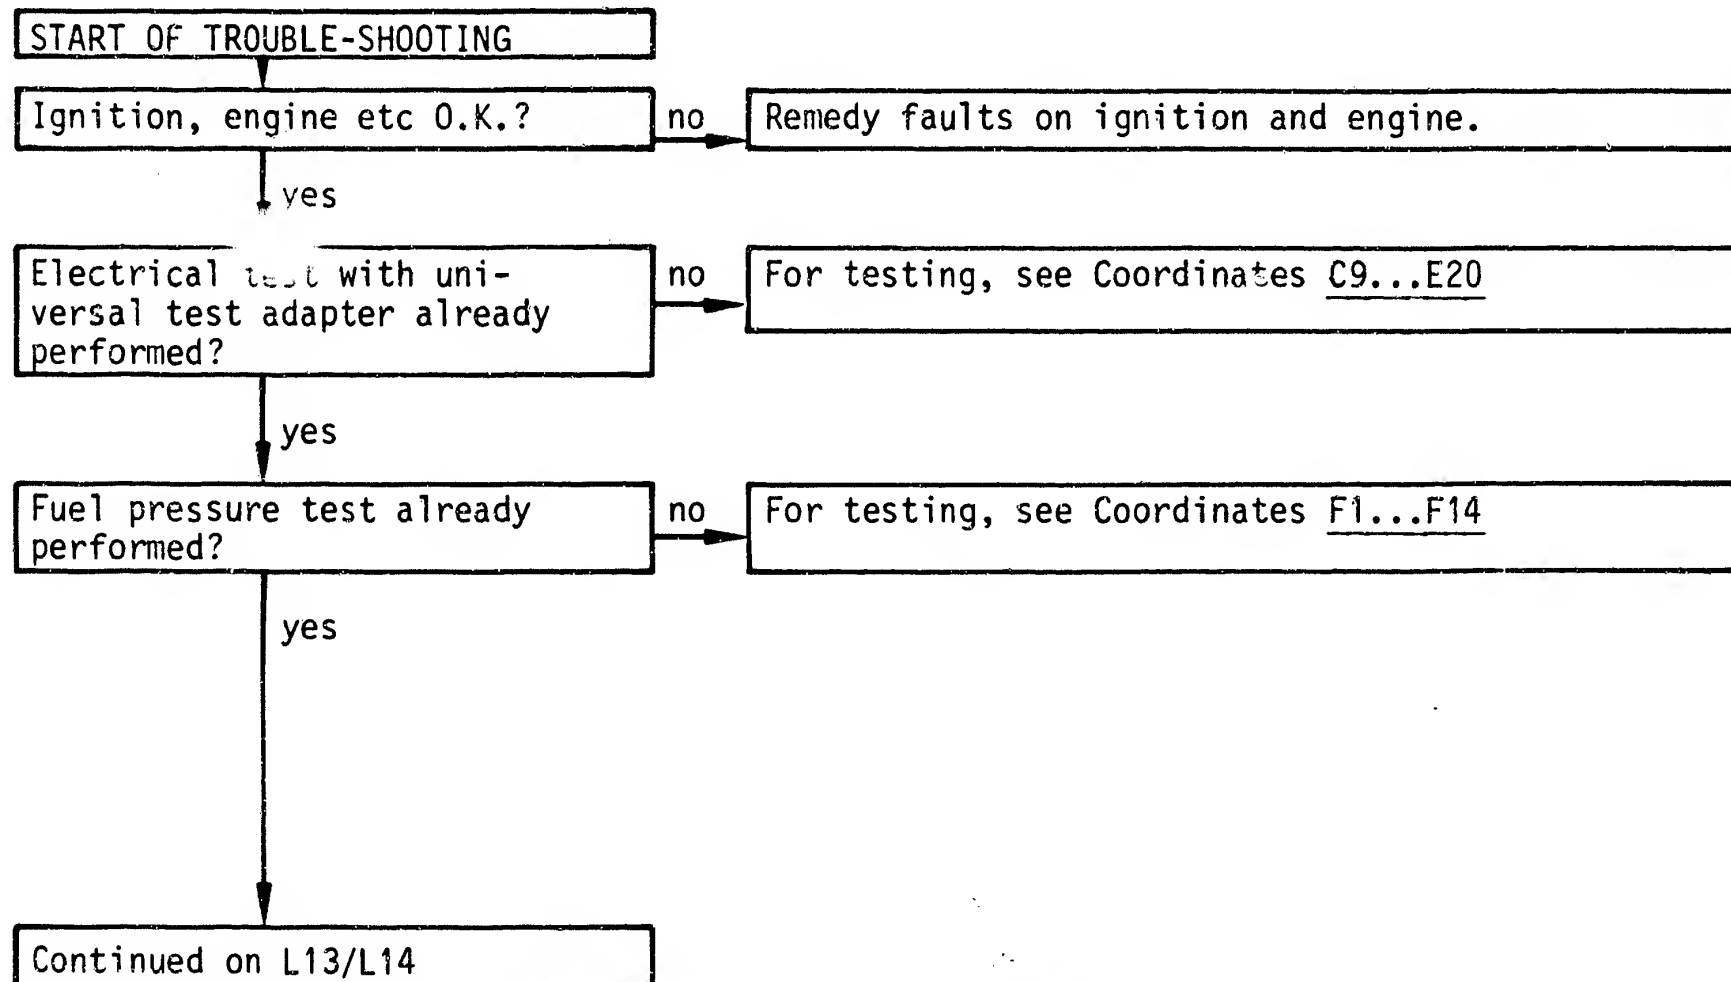 START OF TROUBLE-SHOOTING
Ignition, engine etc O.K.?
no
Remedy faults on ignition and engine.
yes
Electrical test with uni-
versal test adapter already
performed?
no
For testing, see Coordinates C9...E20
yes
Fuel pressure test already
performed?
no
For testing, see Coordinates F1...F14
yes
Continued on L13/L14